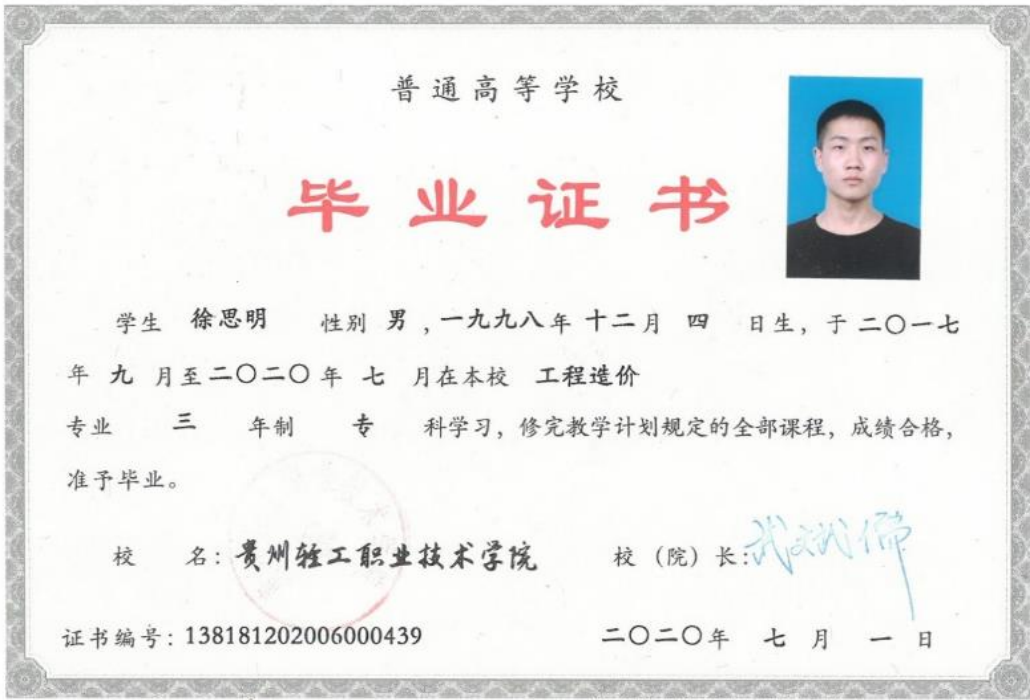 普通高等学校
毕业证书
学生 徐思明 性别 男 ,一九九八年 十二月 四 日生，于 二〇一七
年 九 月至二〇二〇年 七 月在本校 工程造价
专业 三 年制 专 科学习，修完教学计划规定的全部课程，成绩合格，
准予毕业。
校 名：贵州轻工职业技术学院 校（院）长：武斌儒
证书编号：138181202006000439 二〇二〇年 七 月 一 日